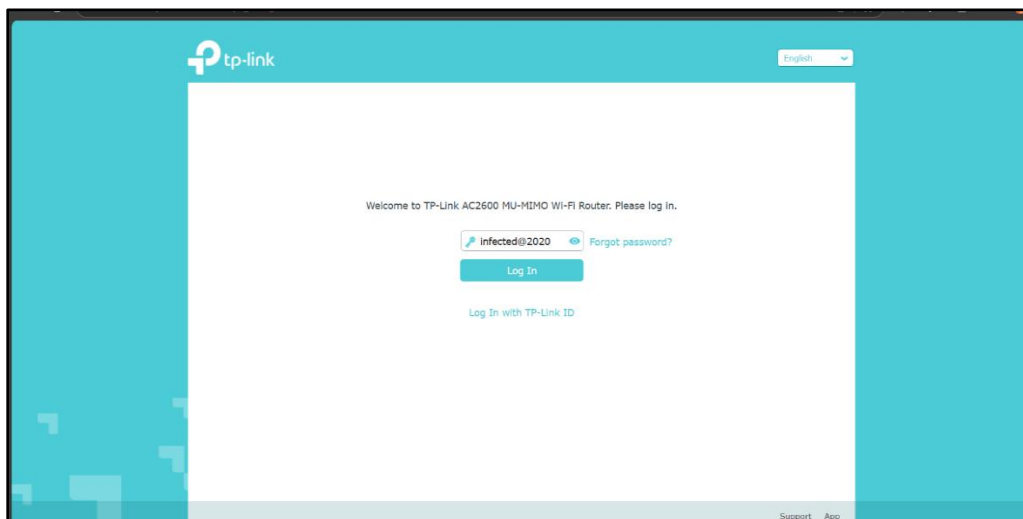 tp-link
English
Welcome to TP-Link AC2600 MU-MIMO Wi-Fi Router. Please log in.
infected@2020 Forgot password?
Log In
Log In with TP-Link ID
Support App